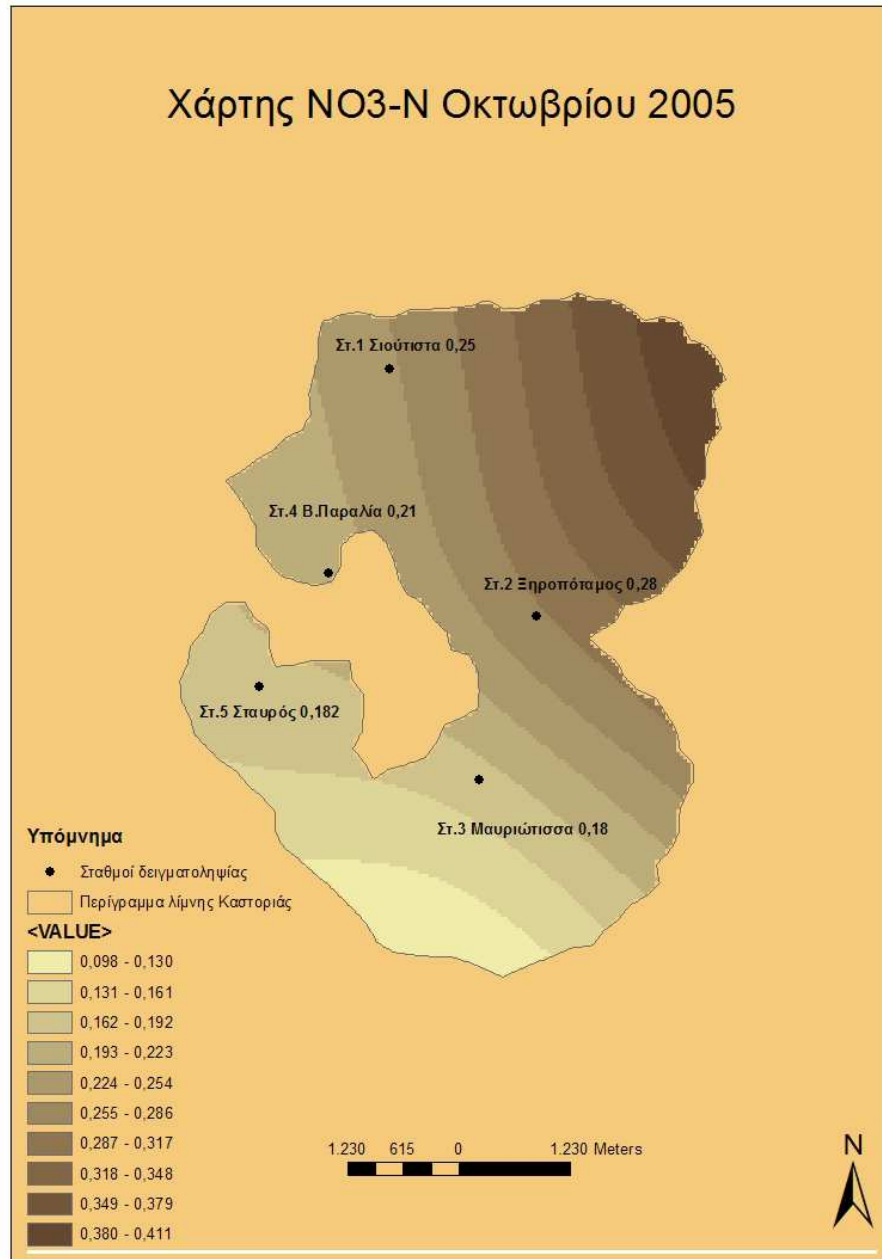 Χάρτης NO3-N Οκτωβρίου 2005
Στ.1 Σιούτιστα 0,25
Στ.4 Β.Παραλία 0,21
Στ.2 Ξηροπόταμος 0,28
Στ.5 Σταυρός 0,182
Στ.3 Μαυριώτισσα 0,18
Υπόμνημα
Σταθμοί δειγματοληψίας
Περίγραμμα λίμνης Καστοριάς
<VALUE>
0,098 - 0,130
0,131 - 0,161
0,162 - 0,192
0,193 - 0,223
0,224 - 0,254
0,255 - 0,286
0,287 - 0,317
0,318 - 0,348
0,349 - 0,379
0,380 - 0,411
1.230 615 0 1.230 Meters
N